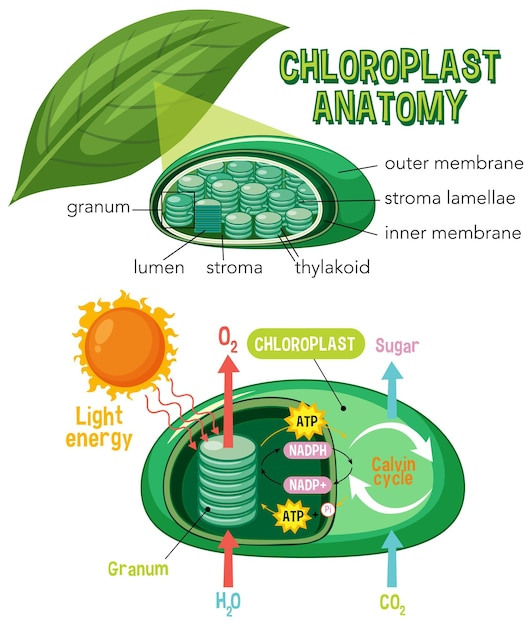 CHLOROPLAST
ANATOMY
outer membrane
granum
stroma lamellae
inner membrane
lumen
stroma
thylakoid
O₂
CHLOROPLAST
Sugar
Light
energy
ATP
NADPH
Calvin
cycle
NADP+
ATP + Pi
Granum
H₂O
CO₂